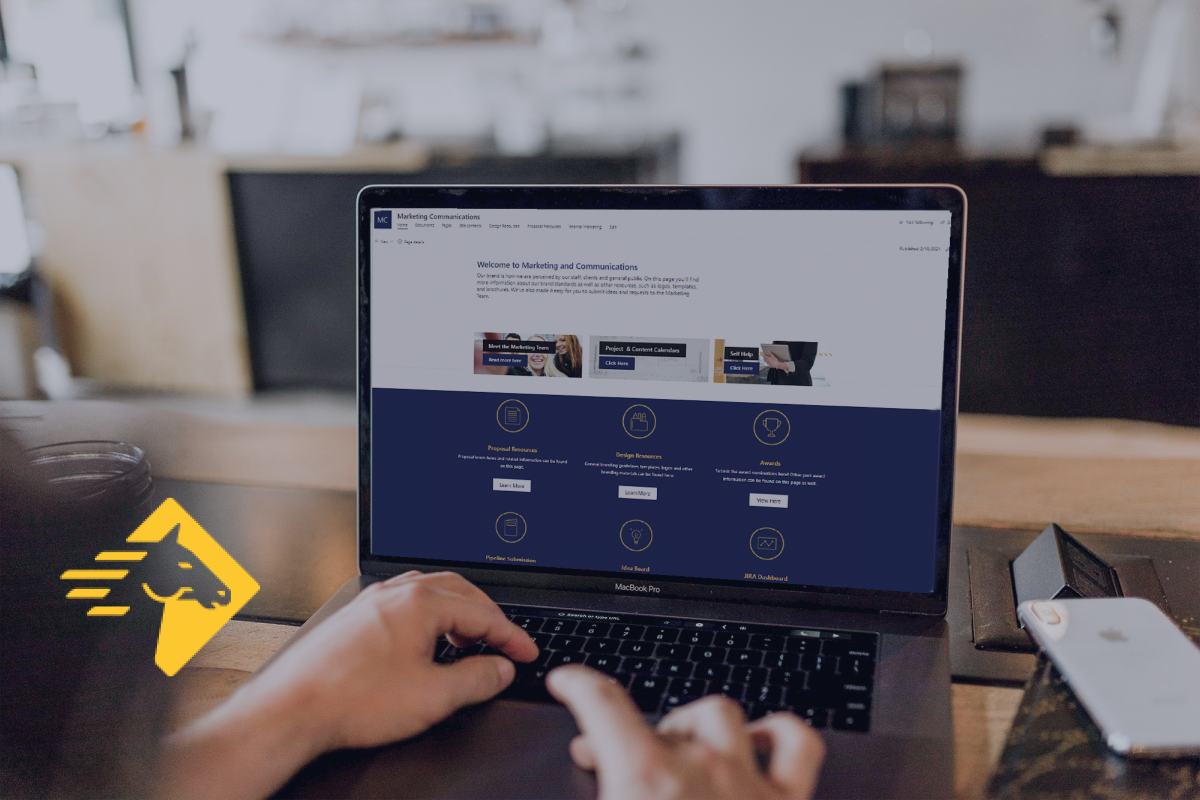 MC
Marketing Communications
Home Documents Pages Site contents Design Resources Proposal Resources Internal Marketing Edit
Not following
New Page details
Published 2/10/2021
Welcome to Marketing and Communications
Our brand is how we are perceived by our staff, clients and general public. On this page you'll find
more information about our brand standards as well as other resources, such as logos, templates,
and brochures. We've also made it easy for you to submit ideas and requests to the Marketing
Team.
Meet the Marketing Team
Read more here
Project & Content Calendars
Click Here
Self Help
Click Here
Proposal Resources
Proposal team items and related information can be found
on this page.
Learn More
Design Resources
General branding guidelines, templates, logos and other
branding materials can be found here.
Learn More
Awards
Submit the award nominations here! Other past award
information can be found on this page as well.
View Here
Pipeline Submission
Idea Board
JIRA Dashboard
MacBook Pro
Search or type URL